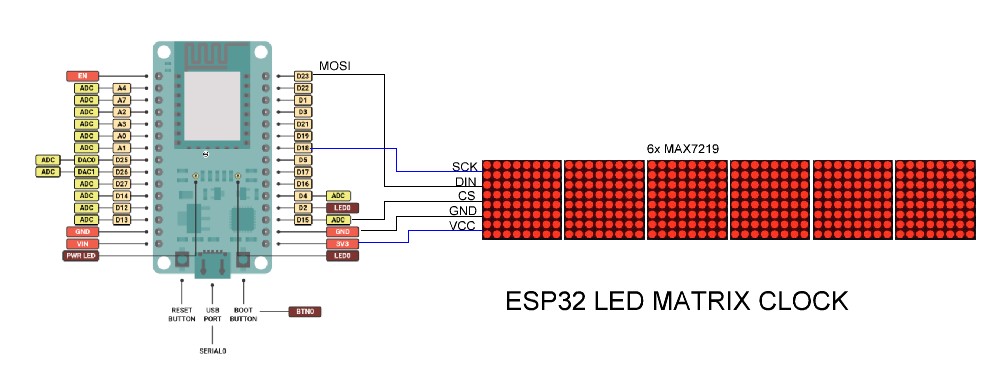 MOSI
EN D23
ADC A4 D22
ADC A7 D1
ADC A2 D3
ADC A3 D21
ADC A0 D19
ADC A1 D18
ADC DAC0 D25 D5
ADC DAC1 D26 D17
ADC D27 D16
ADC D14 D4 ADC
ADC D12 D2 LED0
ADC D13 D15 ADC
GND GND
VIN 3V3
PWR LED LED0
6x MAX7219
SCK
DIN
CS
GND
VCC
RESET BUTTON
USB PORT
BOOT BUTTON
BTN0
SERIAL0
ESP32 LED MATRIX CLOCK